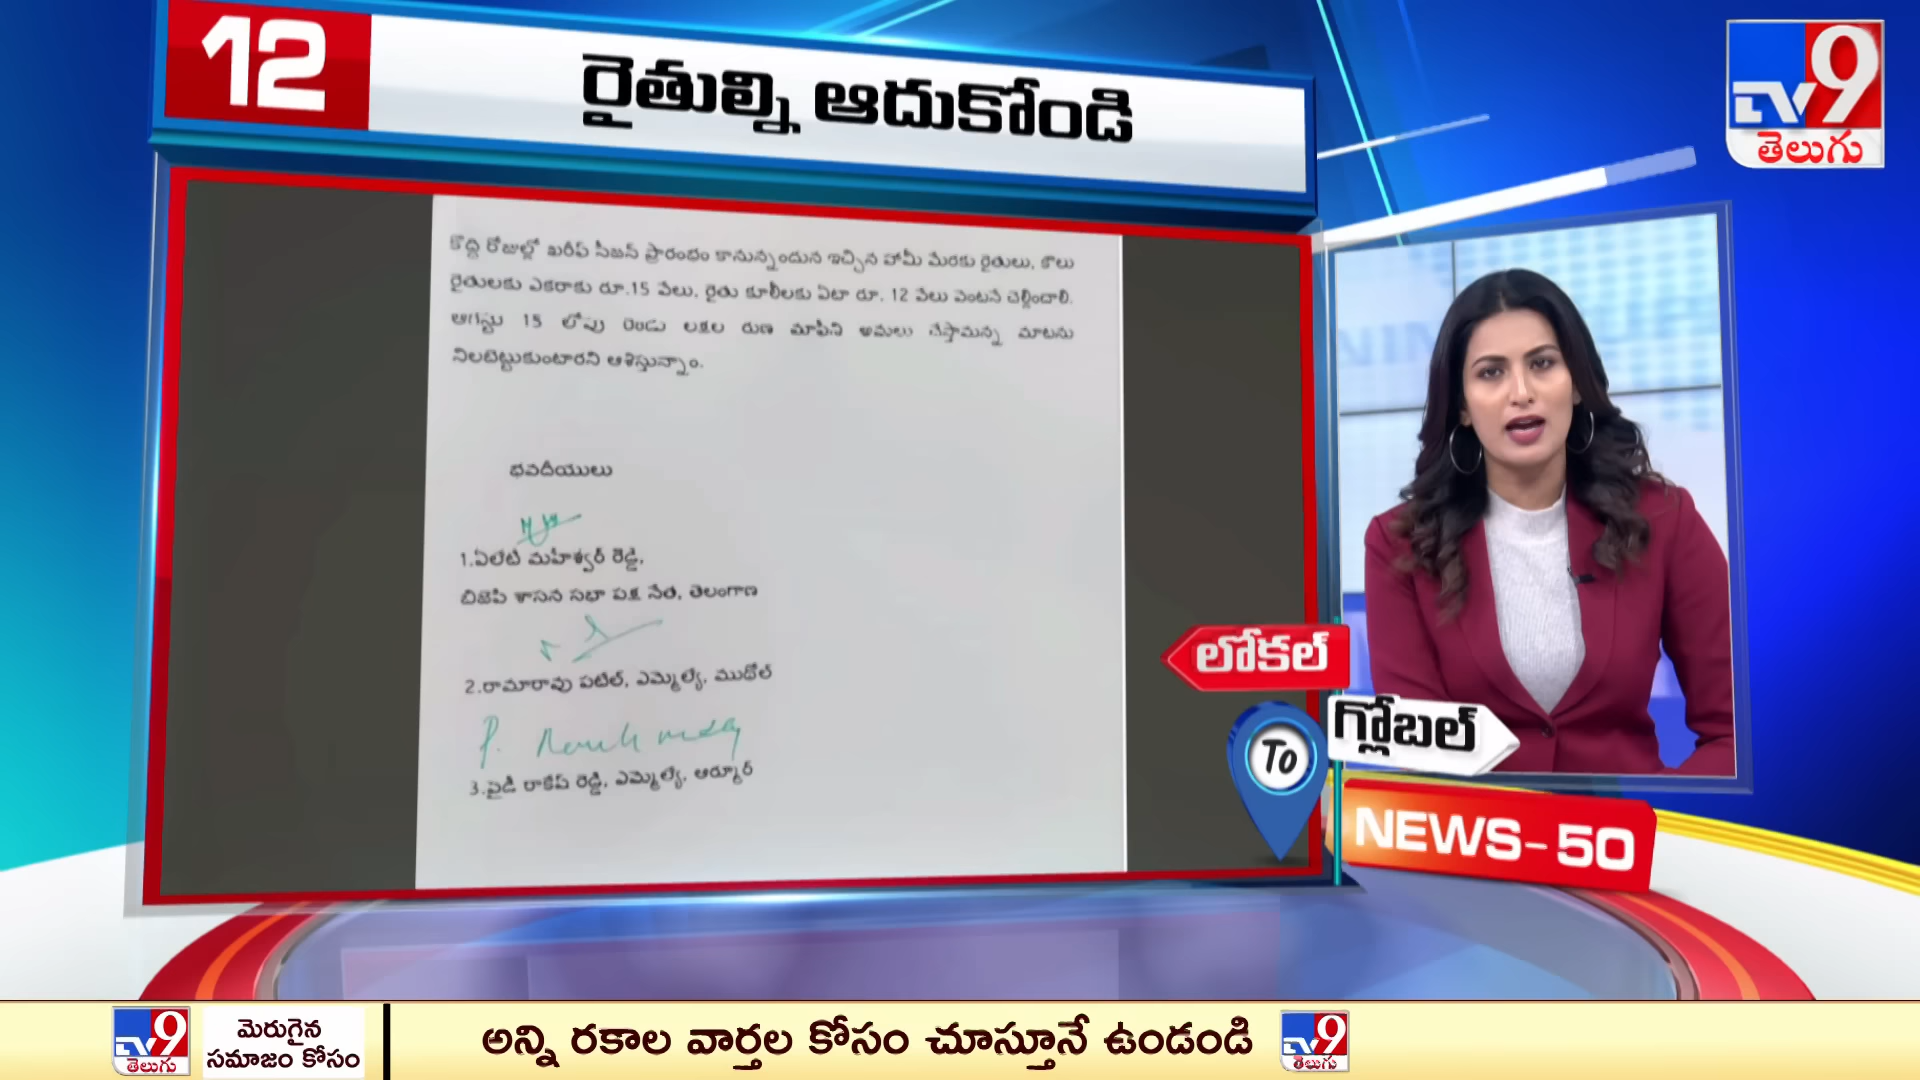 12
రైతుల్ని ఆదుకోండి
TV9
తెలుగు
కొద్ది రోజుల్లో ఖరీఫ్ సీజన్ ప్రారంభం కానున్నందున ఇచ్చిన హామీ మేరకు రైతులు, కౌలు
రైతులకు ఎకరాకు రూ.15 వేలు, రైతు కూలీలకు ఏటా రూ. 12 వేలు వెంటనే చెల్లించాలి.
ఆగస్టు 15 లోపు రెండు లక్షల రుణ మాఫీని అమలు చేస్తామన్న మాటను
నిలబెట్టుకుంటారని ఆశిస్తున్నాం.
భవదీయులు
1.ఏలేటి మహేశ్వర్ రెడ్డి,
బిజెపి శాసన సభా పక్ష నేత, తెలంగాణ
2.రామారావు పటేల్, ఎమ్మెల్యే, ముథోల్
3.పైడి రాకేష్ రెడ్డి, ఎమ్మెల్యే, ఆర్మూర్
లోకల్
To
గ్లోబల్
NEWS-50
TV9
తెలుగు
మెరుగైన
సమాజం కోసం
అన్ని రకాల వార్తల కోసం చూస్తూనే ఉండండి
TV9
తెలుగు